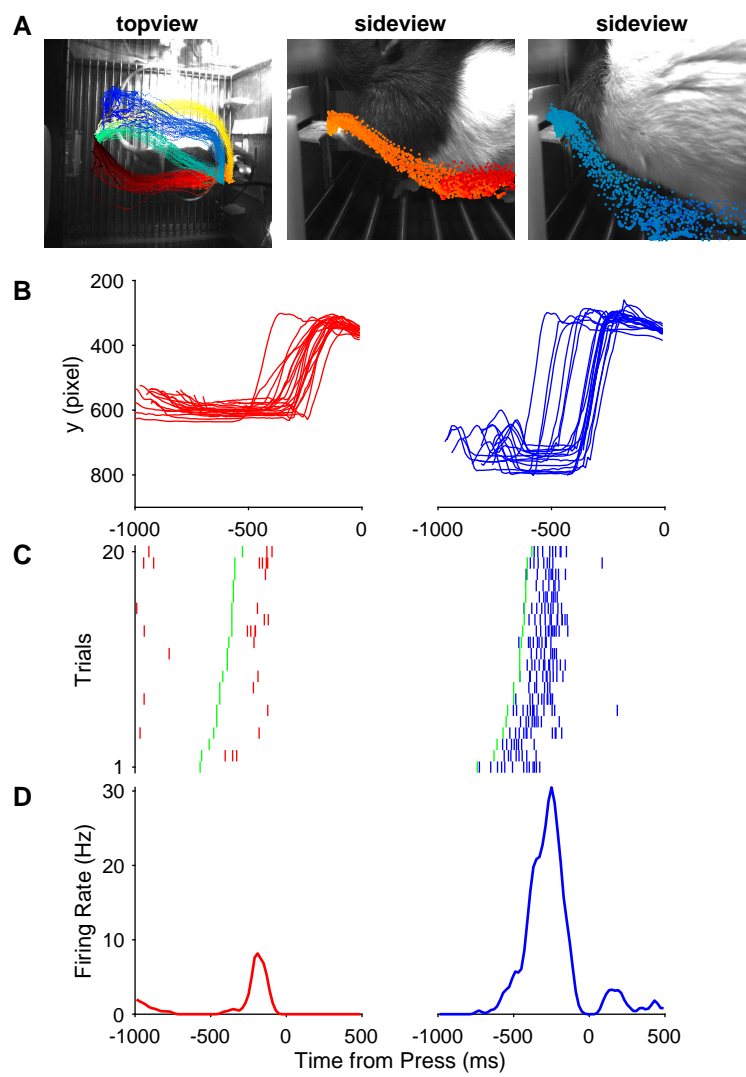 A
topview
sideview
sideview
B
200
400
600
800
y (pixel)
-1000
-500
0
-1000
-500
0
C
20
Trials
1
D
30
20
10
0
Firing Rate (Hz)
-1000
-500
0
500
-1000
-500
0
500
Time from Press (ms)